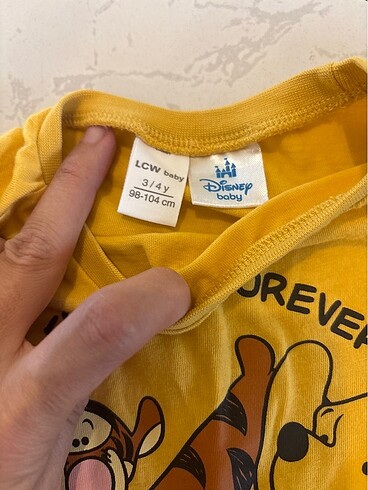 LCW baby
3/4 y
98-104 cm
Disney
baby
OREVER